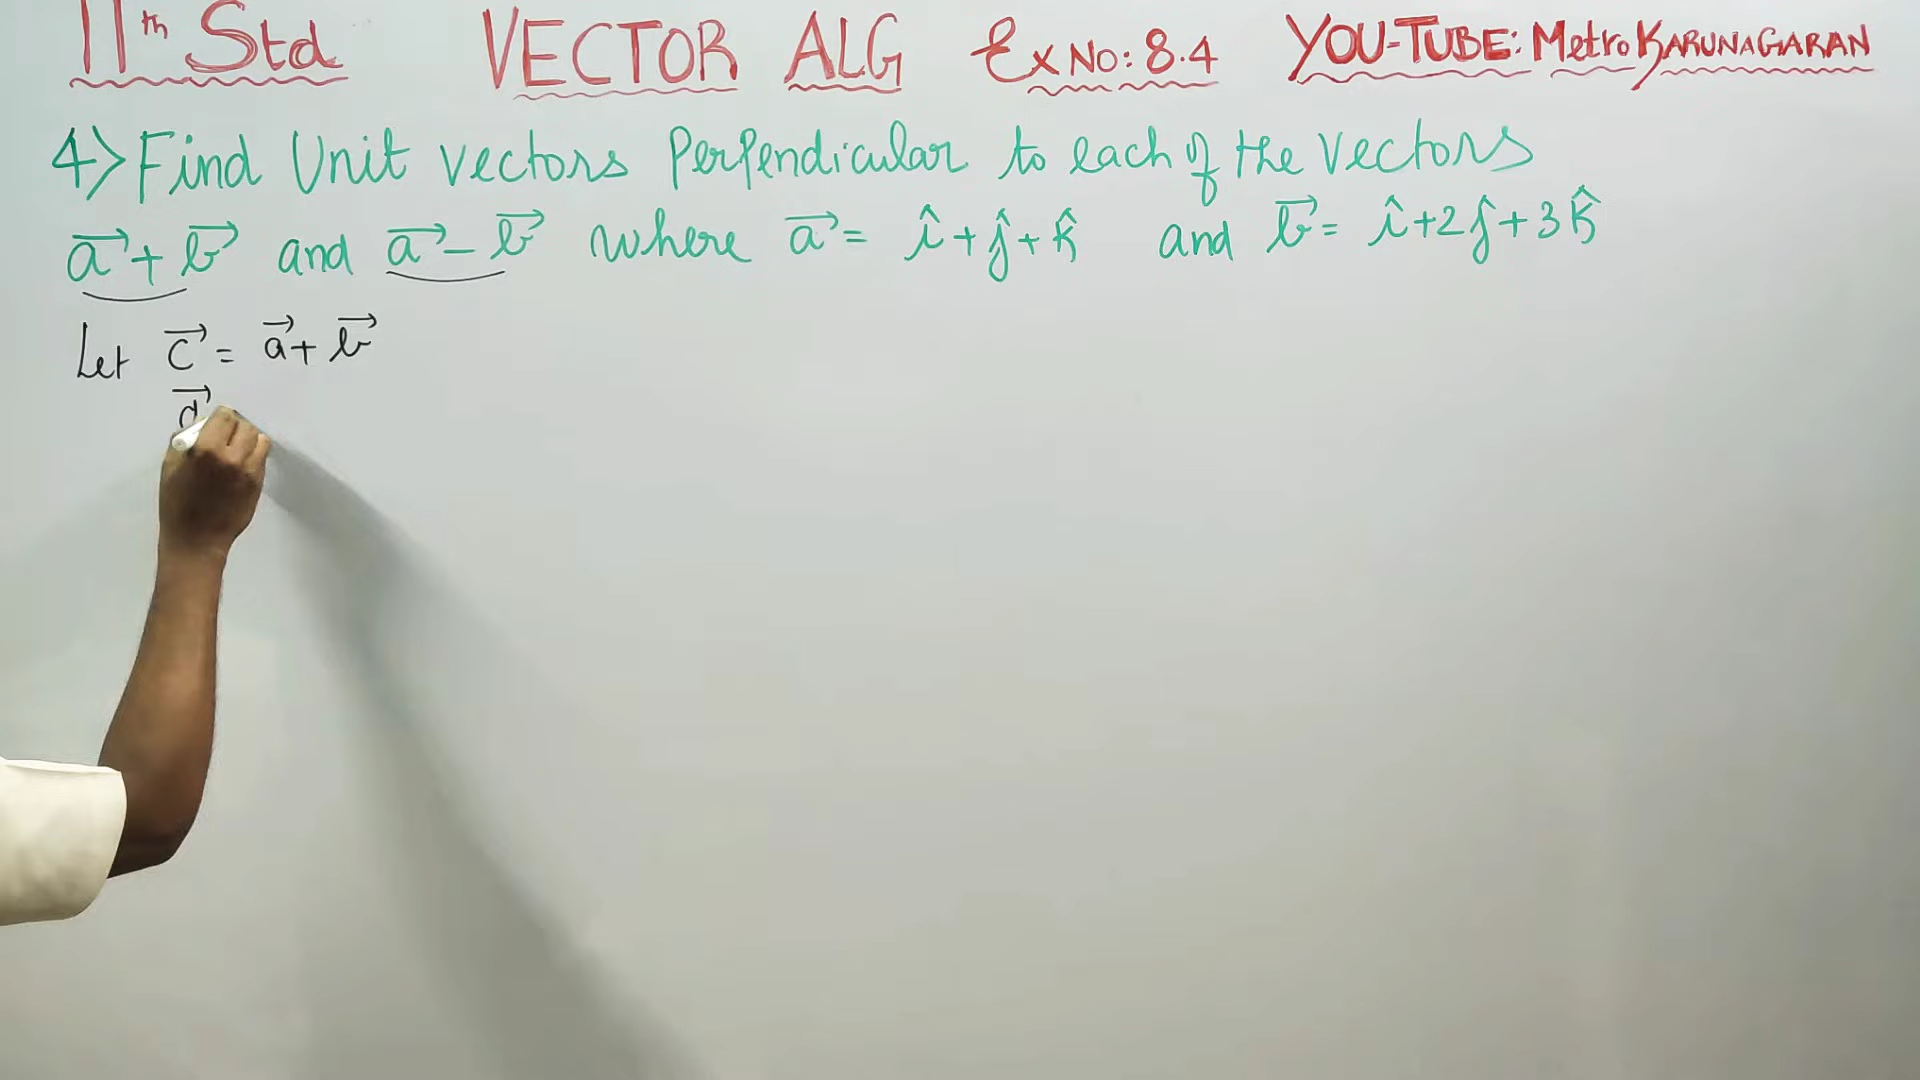 11th Std VECTOR ALG Ex No: 8.4 YOU-TUBE: Metro KARUNAGARAN
4) Find Unit vectors Perpendicular to each of the vectors
a⃗ + b⃗ and a⃗ - b⃗ where a⃗ = î + ĵ + k̂ and b⃗ = î + 2ĵ + 3k̂
Let c⃗ = a⃗ + b⃗
d⃗